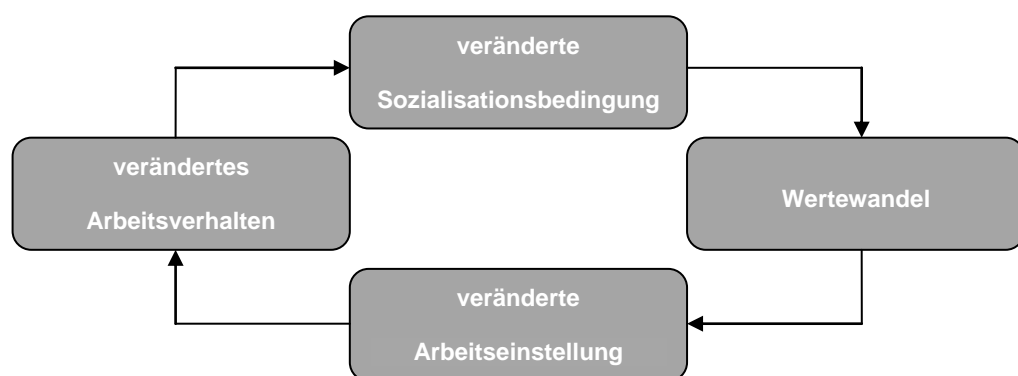 veränderte
Sozialisationsbedingung
verändertes
Arbeitsverhalten
Wertewandel
veränderte
Arbeitseinstellung